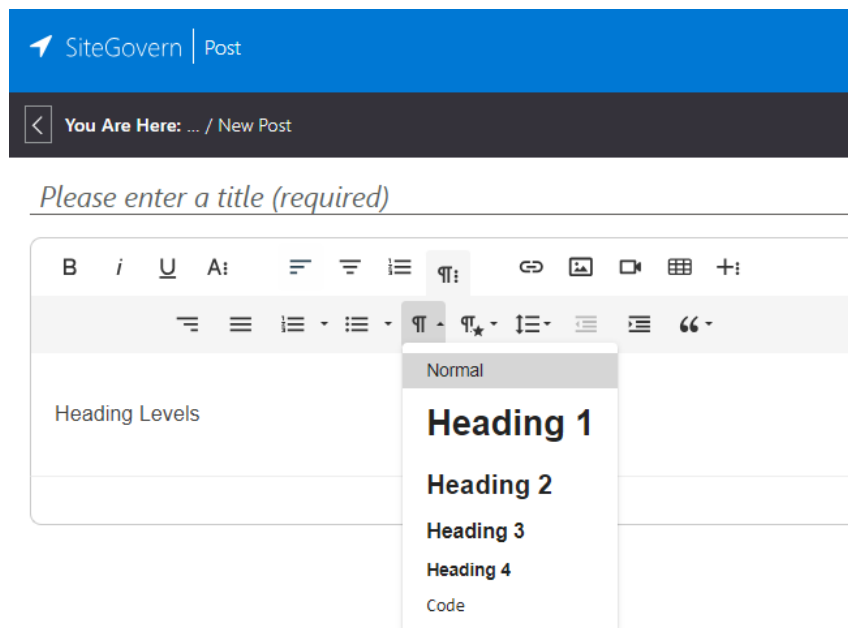 SiteGovern | Post
You Are Here: ... / New Post
Please enter a title (required)
B i U A
Heading Levels
Normal
Heading 1
Heading 2
Heading 3
Heading 4
Code